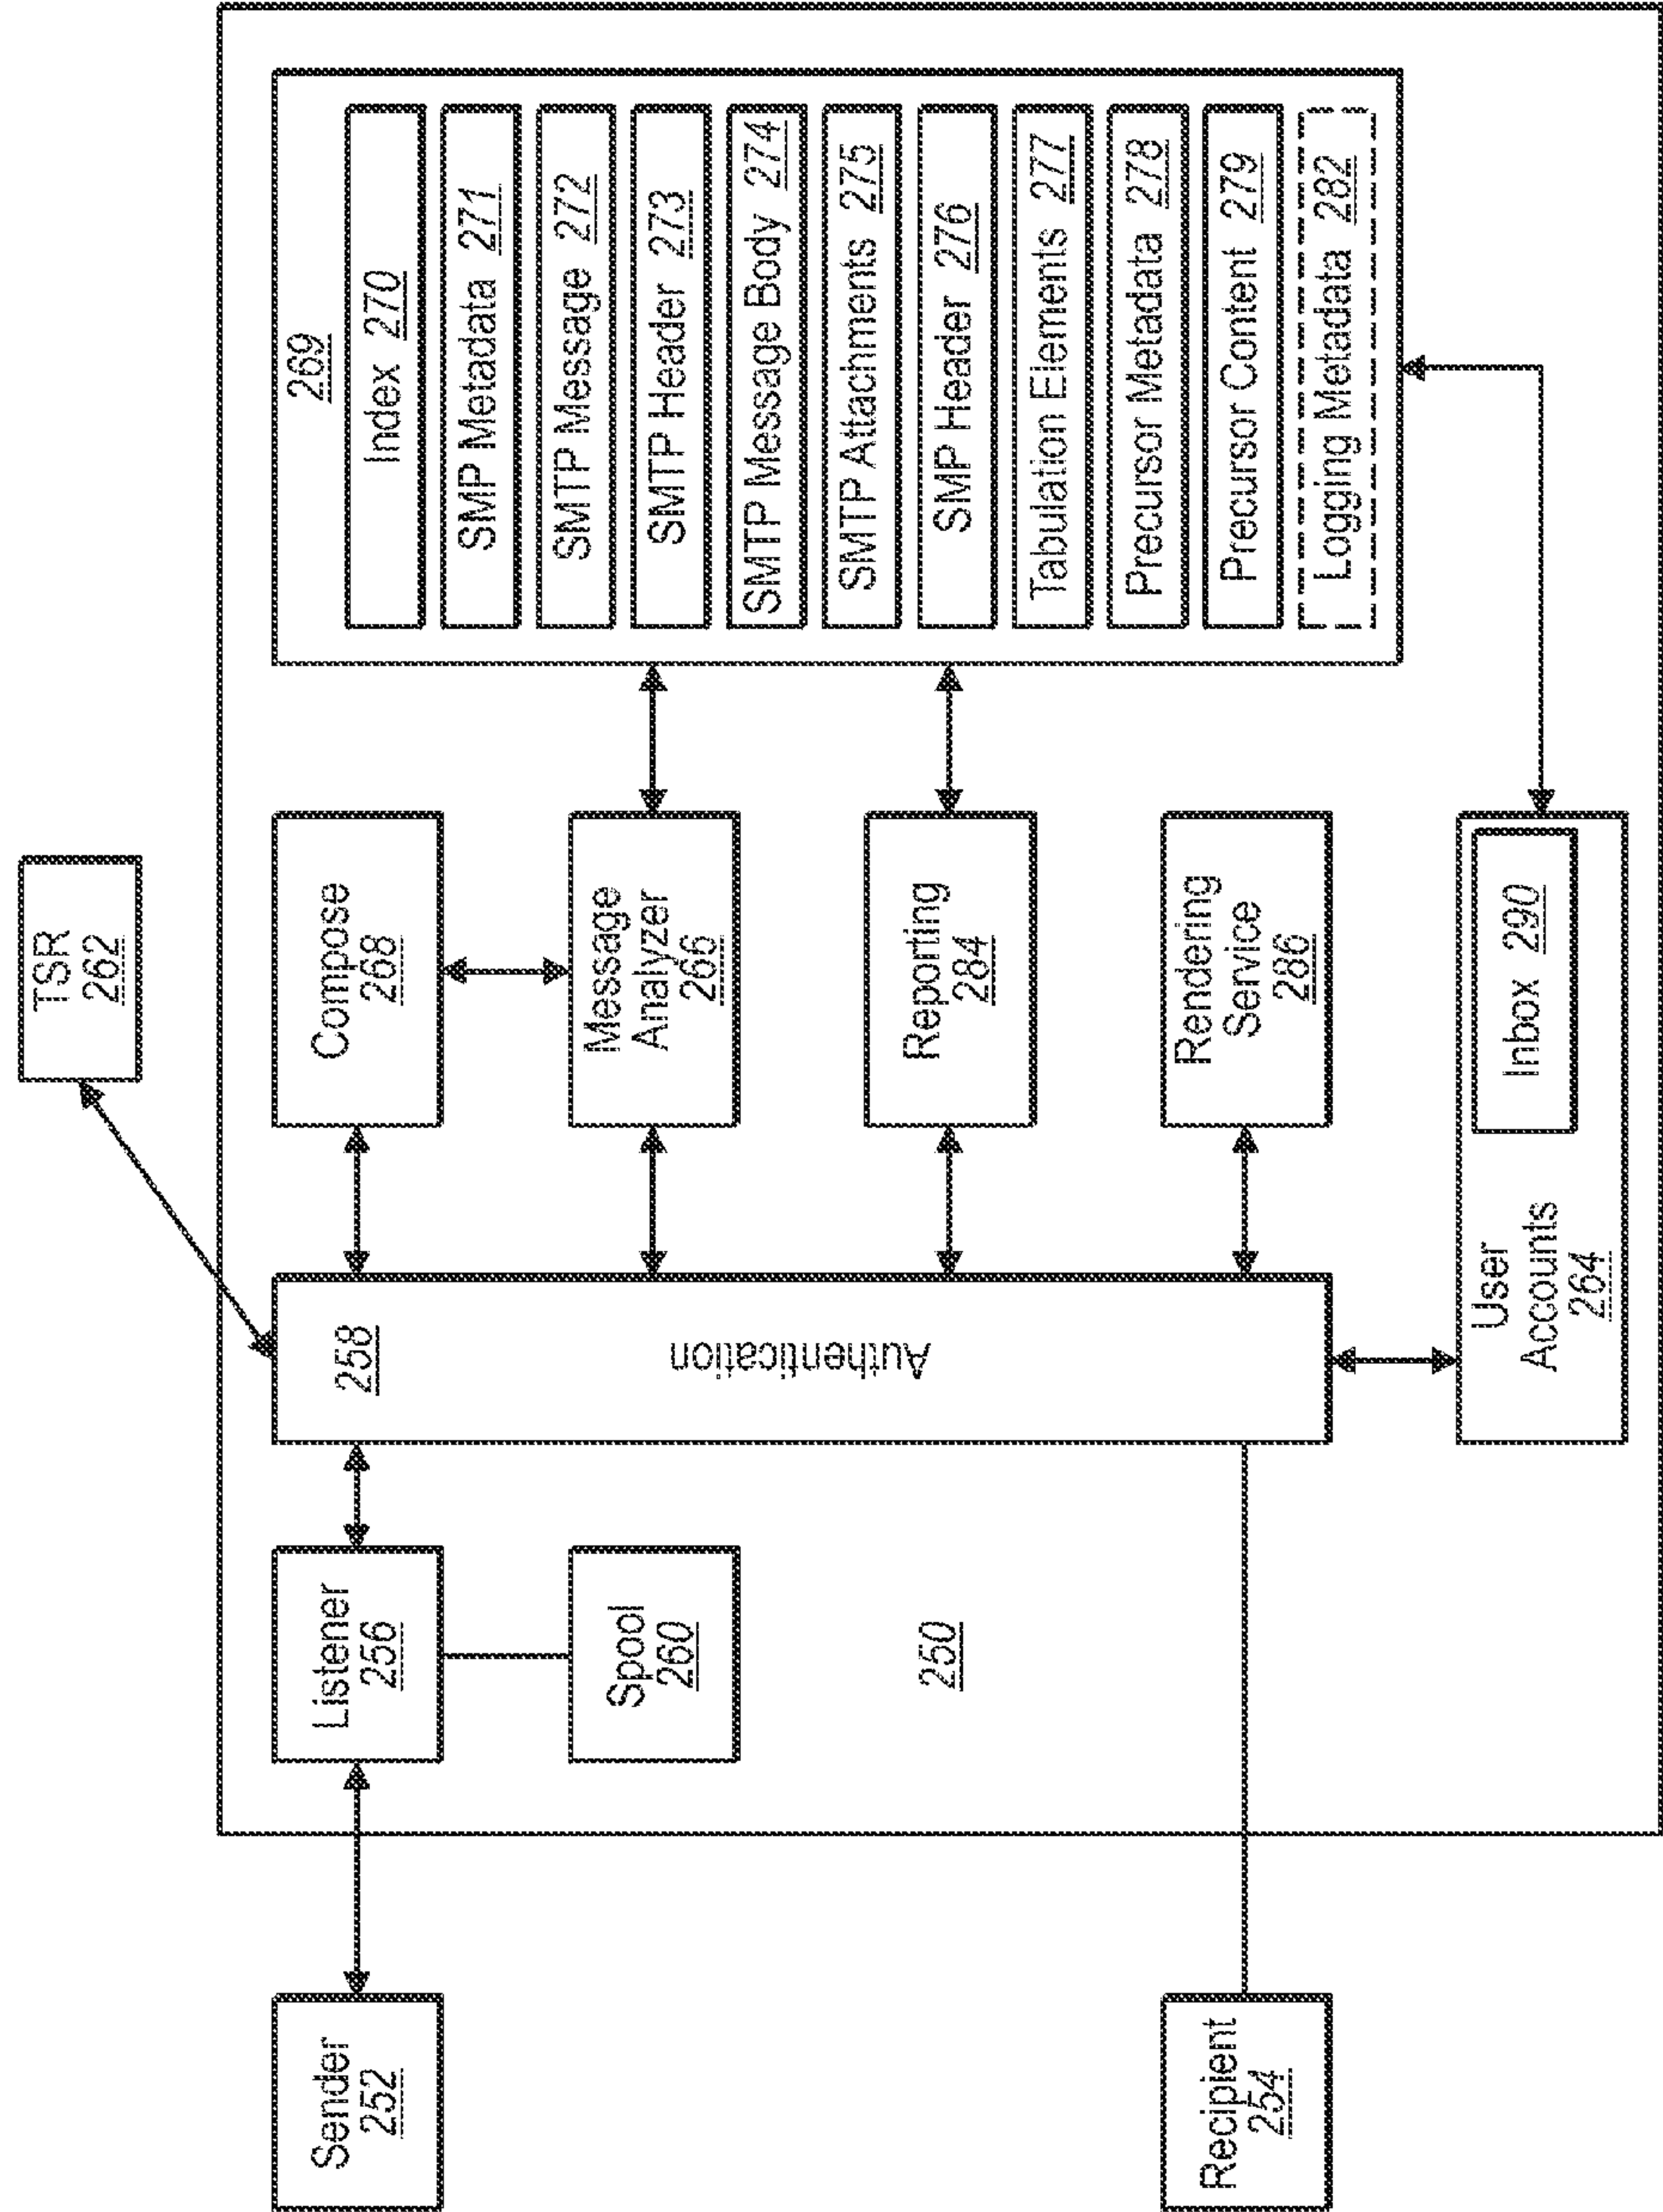 TSR
262
Sender
252
Recipient
254
Listener
256
Spool
260
250
258
Authentication
Compose
268
Message
Analyzer
266
Reporting
284
Rendering
Service
286
User
Accounts
264
Inbox 290
269
Index 270
SMP Metadata 271
SMTP Message 272
SMTP Header 273
SMTP Message Body 274
SMTP Attachments 275
SMP Header 276
Tabulation Elements 277
Precursor Metadata 278
Precursor Content 279
Logging Metadata 282